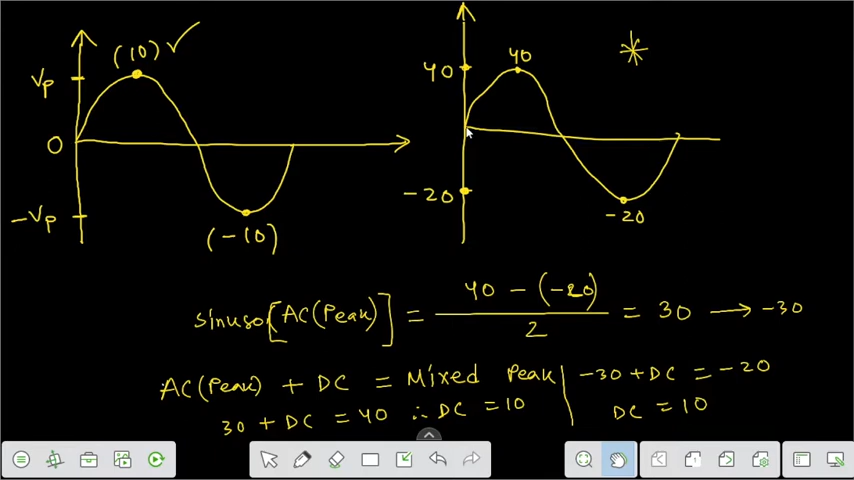 (10) ✓
Vp
0
-Vp
(-10)
40
40
*
-20
-20
sinuso[AC(Peak)] = 40 - (-20) / 2 = 30 → -30
AC(Peak) + DC = Mixed Peak | -30 + DC = -20
30 + DC = 40 ∴ DC = 10 | DC = 10
1